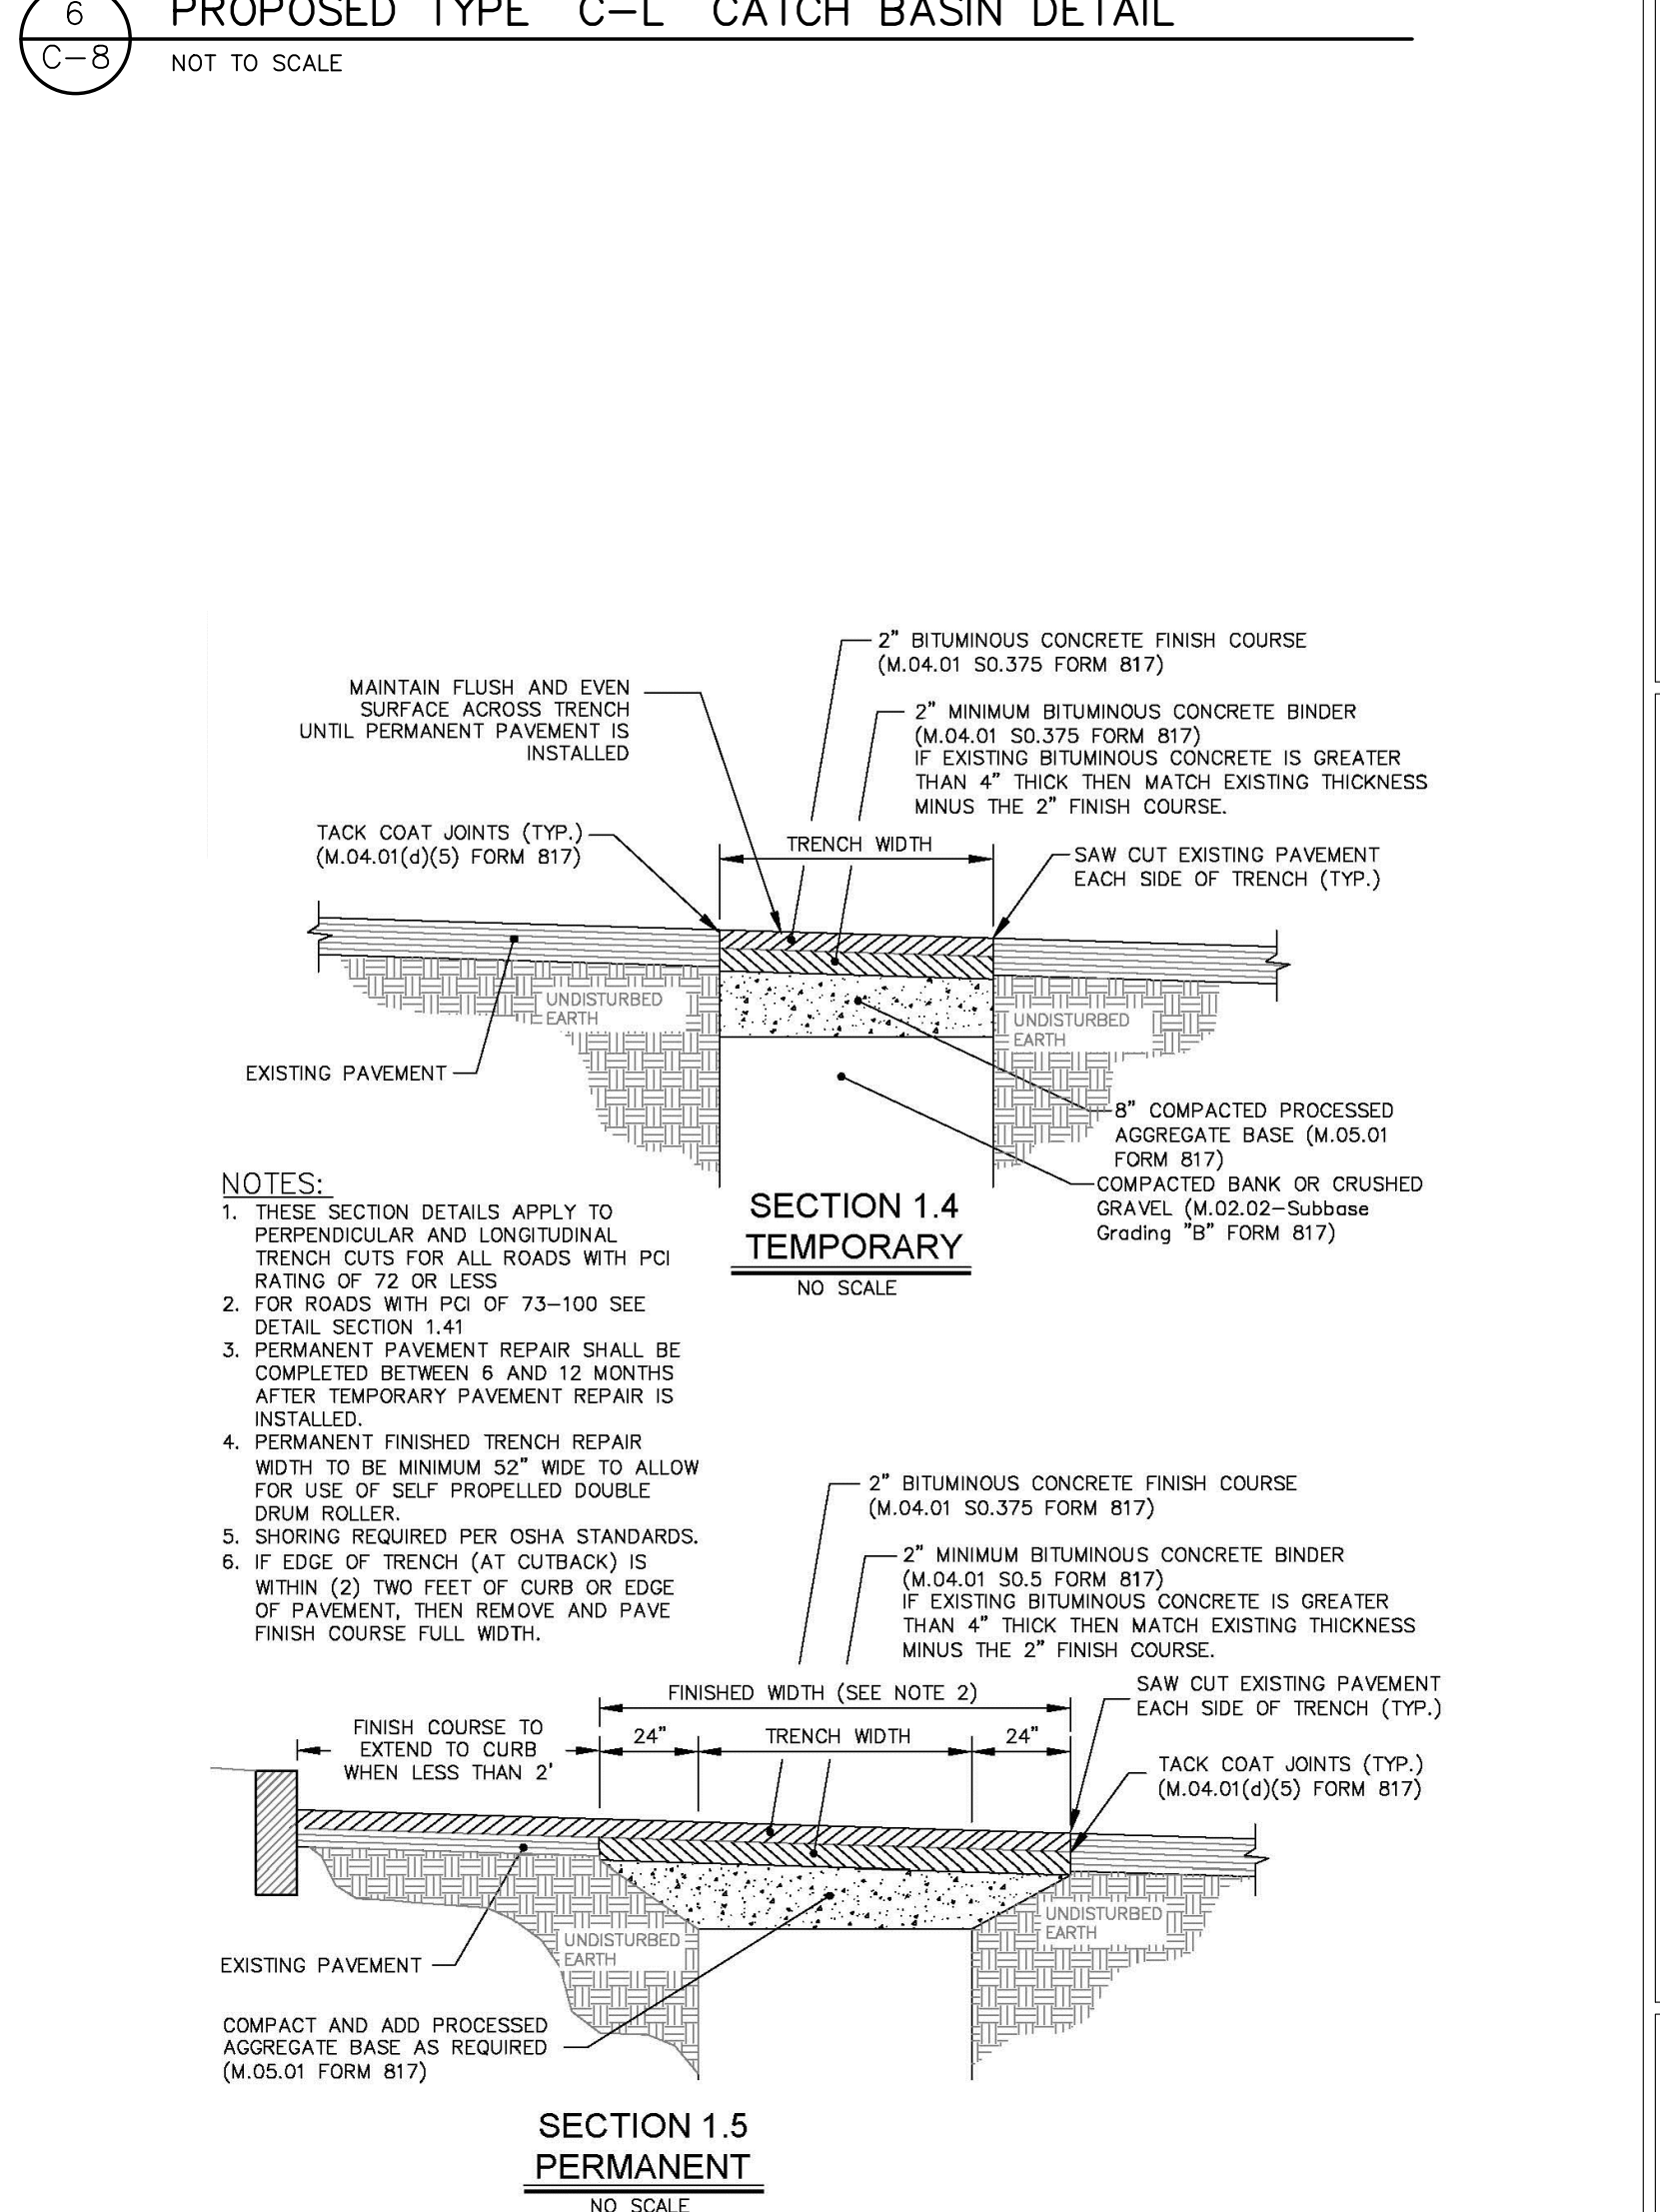 6
C-8
PROPOSED TYPE C-L CATCH BASIN DETAIL
NOT TO SCALE
2" BITUMINOUS CONCRETE FINISH COURSE
(M.04.01 S0.375 FORM 817)
MAINTAIN FLUSH AND EVEN
SURFACE ACROSS TRENCH
UNTIL PERMANENT PAVEMENT IS
INSTALLED
2" MINIMUM BITUMINOUS CONCRETE BINDER
(M.04.01 S0.375 FORM 817)
IF EXISTING BITUMINOUS CONCRETE IS GREATER
THAN 4" THICK THEN MATCH EXISTING THICKNESS
MINUS THE 2" FINISH COURSE.
TACK COAT JOINTS (TYP.)
(M.04.01(d)(5) FORM 817)
TRENCH WIDTH
SAW CUT EXISTING PAVEMENT
EACH SIDE OF TRENCH (TYP.)
UNDISTURBED
EARTH
UNDISTURBED
EARTH
EXISTING PAVEMENT
8" COMPACTED PROCESSED
AGGREGATE BASE (M.05.01
FORM 817)
COMPACTED BANK OR CRUSHED
GRAVEL (M.02.02-Subbase
Grading "B" FORM 817)
SECTION 1.4
TEMPORARY
NO SCALE
NOTES:
1. THESE SECTION DETAILS APPLY TO
PERPENDICULAR AND LONGITUDINAL
TRENCH CUTS FOR ALL ROADS WITH PCI
RATING OF 72 OR LESS
2. FOR ROADS WITH PCI OF 73-100 SEE
DETAIL SECTION 1.41
3. PERMANENT PAVEMENT REPAIR SHALL BE
COMPLETED BETWEEN 6 AND 12 MONTHS
AFTER TEMPORARY PAVEMENT REPAIR IS
INSTALLED.
4. PERMANENT FINISHED TRENCH REPAIR
WIDTH TO BE MINIMUM 52" WIDE TO ALLOW
FOR USE OF SELF PROPELLED DOUBLE
DRUM ROLLER.
5. SHORING REQUIRED PER OSHA STANDARDS.
6. IF EDGE OF TRENCH (AT CUTBACK) IS
WITHIN (2) TWO FEET OF CURB OR EDGE
OF PAVEMENT, THEN REMOVE AND PAVE
FINISH COURSE FULL WIDTH.
2" BITUMINOUS CONCRETE FINISH COURSE
(M.04.01 S0.375 FORM 817)
2" MINIMUM BITUMINOUS CONCRETE BINDER
(M.04.01 S0.5 FORM 817)
IF EXISTING BITUMINOUS CONCRETE IS GREATER
THAN 4" THICK THEN MATCH EXISTING THICKNESS
MINUS THE 2" FINISH COURSE.
FINISHED WIDTH (SEE NOTE 2)
SAW CUT EXISTING PAVEMENT
EACH SIDE OF TRENCH (TYP.)
FINISH COURSE TO
EXTEND TO CURB
WHEN LESS THAN 2'
24"
TRENCH WIDTH
24"
TACK COAT JOINTS (TYP.)
(M.04.01(d)(5) FORM 817)
UNDISTURBED
EARTH
UNDISTURBED
EARTH
EXISTING PAVEMENT
COMPACT AND ADD PROCESSED
AGGREGATE BASE AS REQUIRED
(M.05.01 FORM 817)
SECTION 1.5
PERMANENT
NO SCALE